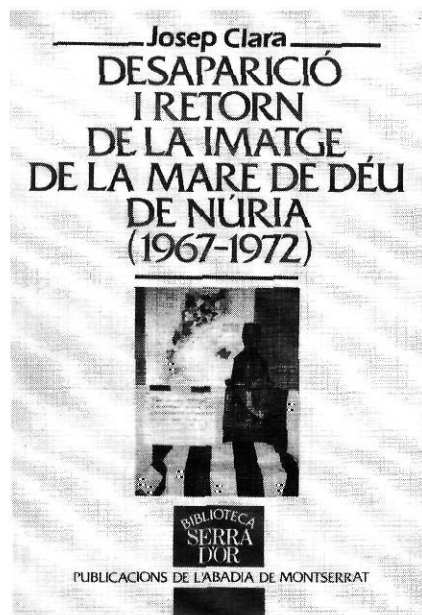 Josep Clara
DESAPARICIÓ
I RETORN
DE LA IMATGE
DE LA MARE DE DÉU
DE NÚRIA
(1967-1972)
BIBLIOTECA
SERRA
D'OR
PUBLICACIONS DE L'ABADIA DE MONTSERRAT